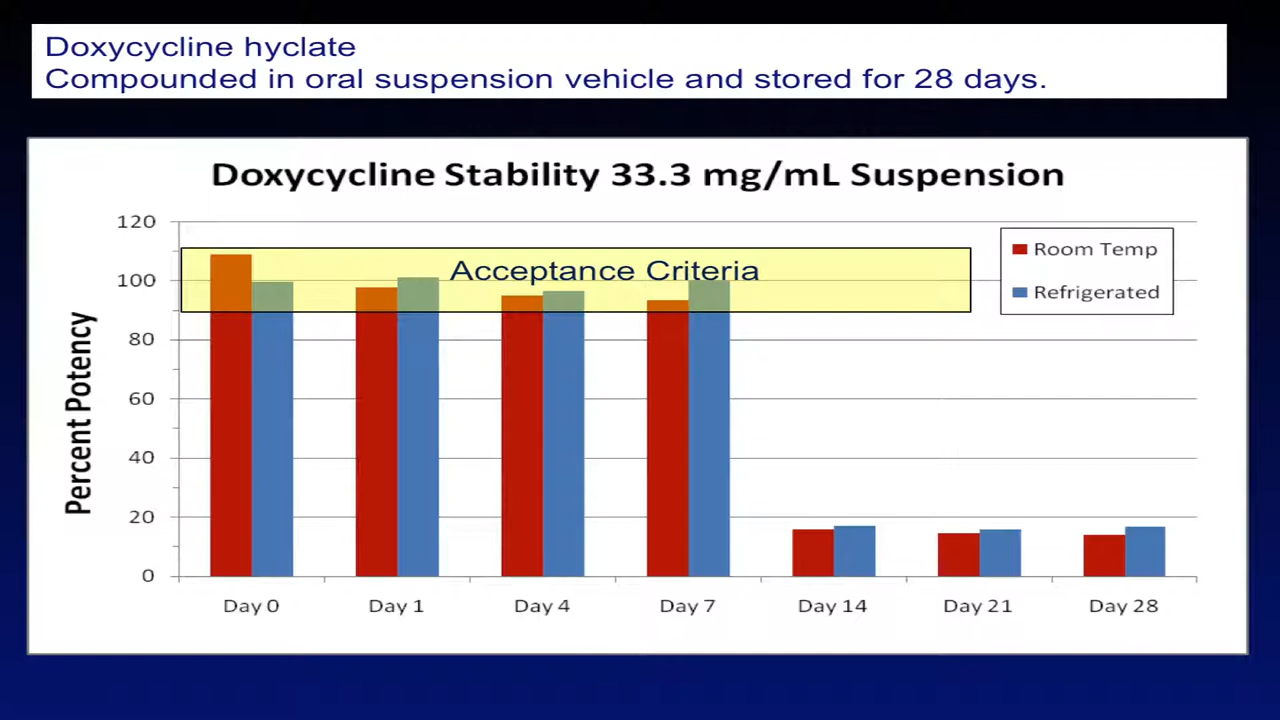 Doxycycline hyclate
Compounded in oral suspension vehicle and stored for 28 days.
Doxycycline Stability 33.3 mg/mL Suspension
Percent Potency
120
100
80
60
40
20
0
Acceptance Criteria
Room Temp
Refrigerated
Day 0
Day 1
Day 4
Day 7
Day 14
Day 21
Day 28